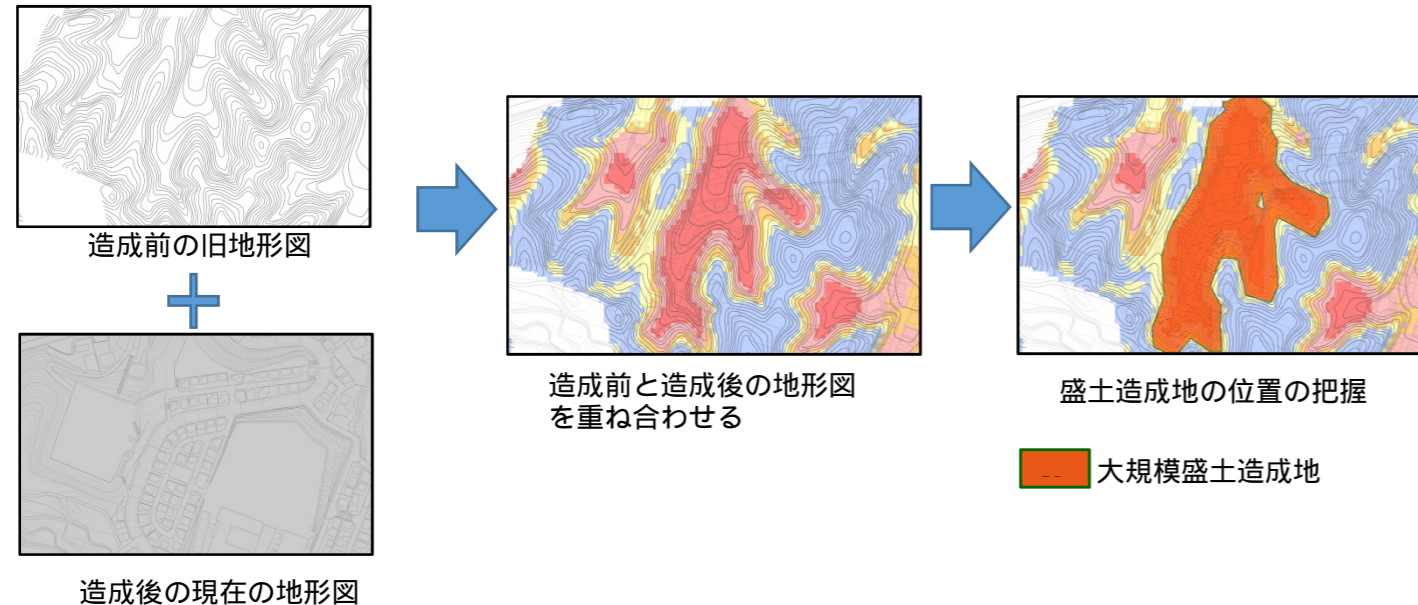 造成前の旧地形図
造成後の現在の地形図
造成前と造成後の地形図
を重ね合わせる
盛土造成地の位置の把握
大規模盛土造成地